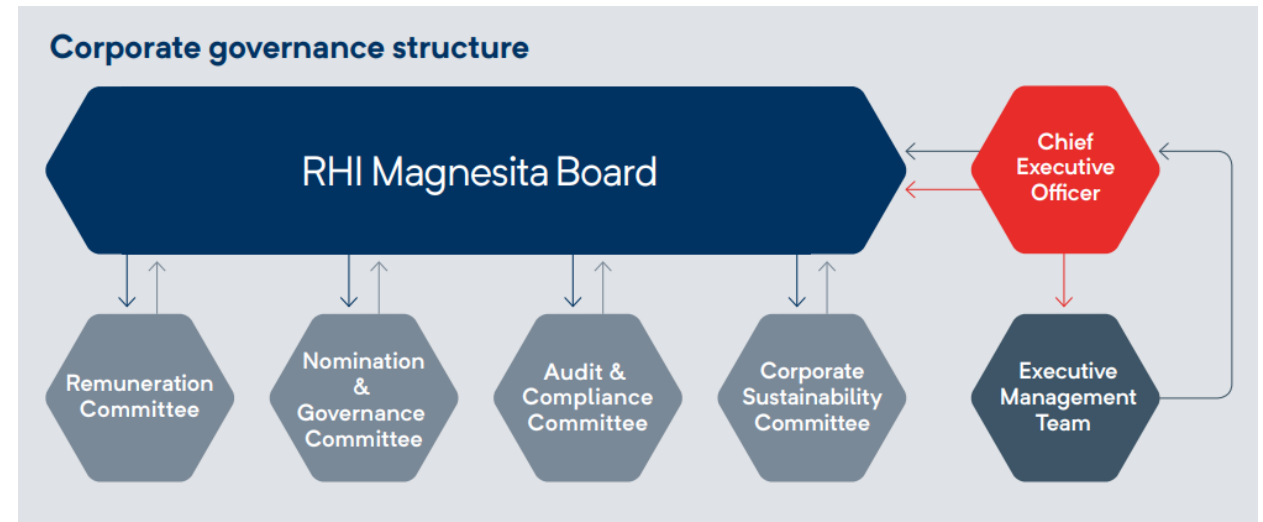 Corporate governance structure
RHI Magnesita Board
Chief
Executive
Officer
Remuneration
Committee
Nomination
&
Governance
Committee
Audit &
Compliance
Committee
Corporate
Sustainability
Committee
Executive
Management
Team